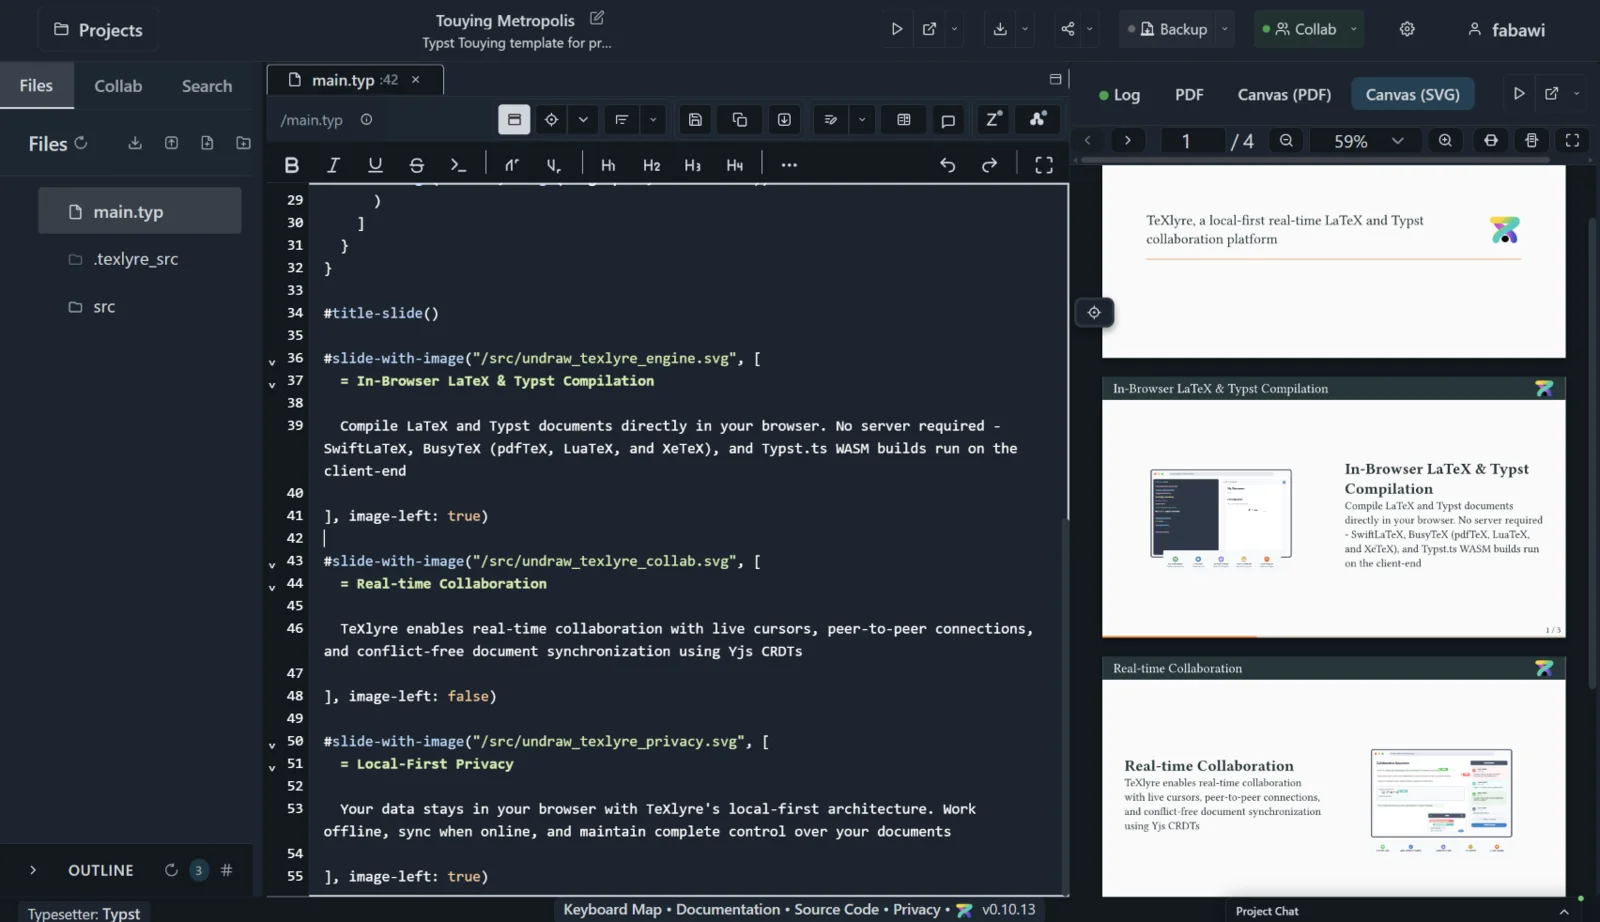 Projects
Touying Metropolis
Typst Touying template for pr...
Backup
Collab
fabawi
Files
Collab
Search
Files
main.typ
.texlyre_src
src
OUTLINE
3
#
Typesetter: Typst
main.typ :42 ×
/main.typ
B I U S >_ H1 H2 H3 H4 •••
29 )
30 ]
31 }
32 }
33
34 #title-slide()
35
36 #slide-with-image("/src/undraw_texlyre_engine.svg", [
37 = In-Browser LaTeX & Typst Compilation
38
39 Compile LaTeX and Typst documents directly in your browser. No server required -
SwiftLaTeX, BusyTeX (pdfTeX, LuaTeX, and XeTeX), and Typst.ts WASM builds run on the
client-end
40
41 ], image-left: true)
42
43 #slide-with-image("/src/undraw_texlyre_collab.svg", [
44 = Real-time Collaboration
45
46 TeXlyre enables real-time collaboration with live cursors, peer-to-peer connections,
and conflict-free document synchronization using Yjs CRDTs
47
48 ], image-left: false)
49
50 #slide-with-image("/src/undraw_texlyre_privacy.svg", [
51 = Local-First Privacy
52
53 Your data stays in your browser with TeXlyre's local-first architecture. Work
offline, sync when online, and maintain complete control over your documents
54
55 ], image-left: true)
Log
PDF
Canvas (PDF)
Canvas (SVG)
1 / 4
59%
TeXlyre, a local-first real-time LaTeX and Typst
collaboration platform
In-Browser LaTeX & Typst Compilation
In-Browser LaTeX & Typst
Compilation
Compile LaTeX and Typst documents
directly in your browser. No server required
- SwiftLaTeX, BusyTeX (pdfTeX, LuaTeX,
and XeTeX), and Typst.ts WASM builds run
on the client-end
1 / 3
Real-time Collaboration
Real-time Collaboration
TeXlyre enables real-time collaboration
with live cursors, peer-to-peer connections,
and conflict-free document synchronization
using Yjs CRDTs
Keyboard Map • Documentation • Source Code • Privacy • v0.10.13
Project Chat